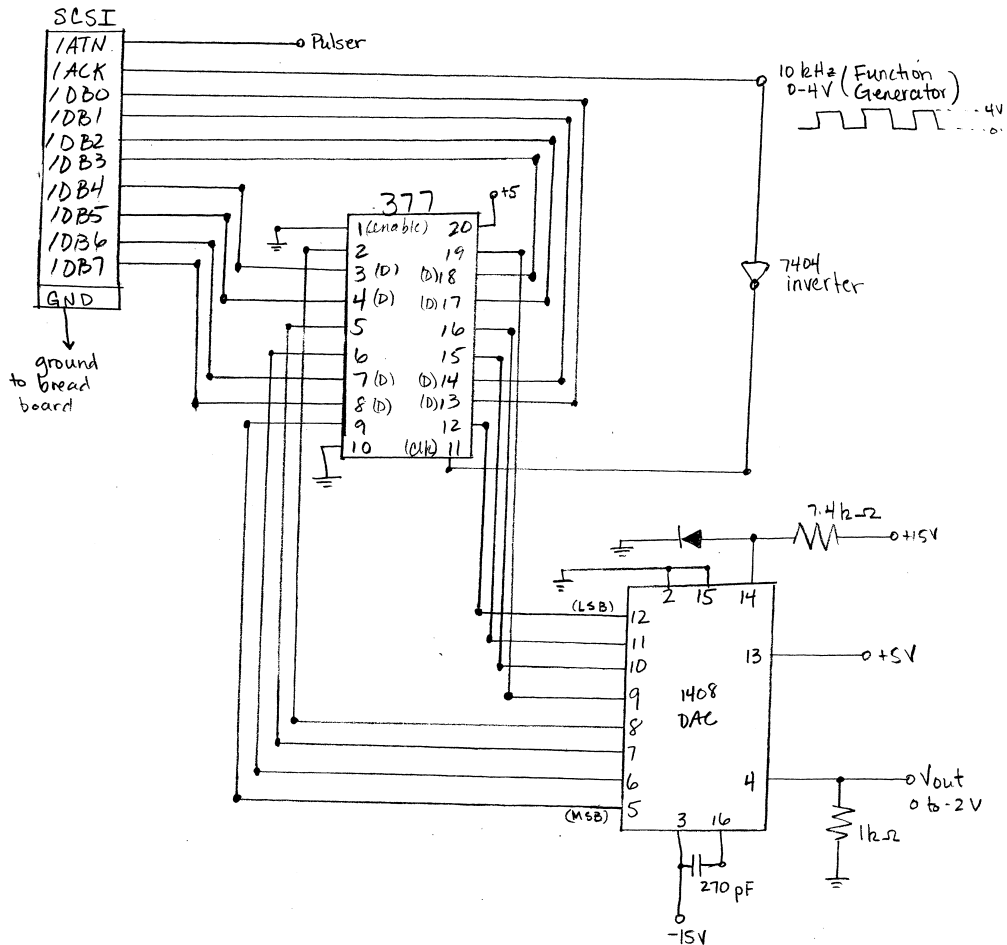 SCSI
/ATN
Pulser
/ACK
/DB0
/DB1
/DB2
/DB3
/DB4
/DB5
/DB6
/DB7
GND
ground
to bread
board
10 kHz (Function
0-4V Generator)
4V
0
377
+5
1 (enable) 20
2 19
3 (D) (D) 18
4 (D) (D) 17
5 16
6 15
7 (D) (D) 14
8 (D) (D) 13
9 12
10 (Clk) 11
7404
inverter
7.4kΩ
+15V
2 15 14
(LSB) 12
11
10
9
8
7
6
(MSB) 5
13 +5V
1408
DAC
4 Vout
0 to -2V
1kΩ
3 16
270 pF
-15V